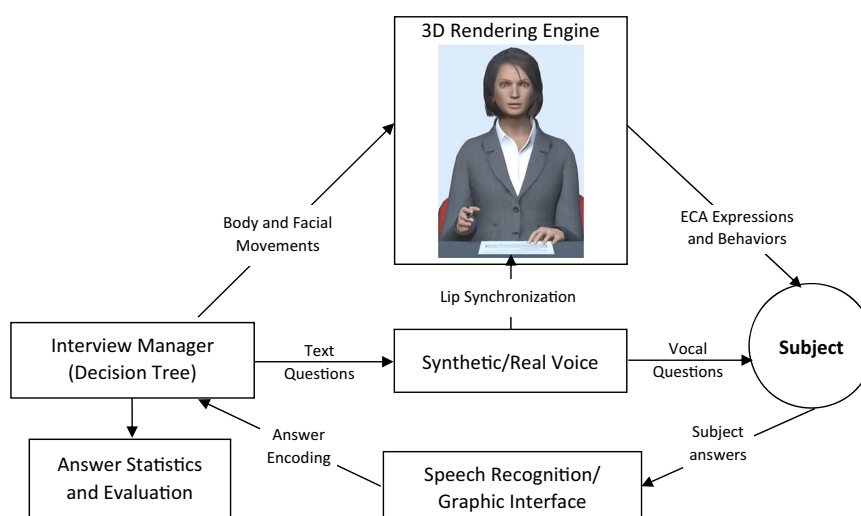 3D Rendering Engine
Body and Facial
Movements
ECA Expressions
and Behaviors
Lip Synchronization
Interview Manager
(Decision Tree)
Text
Questions
Synthetic/Real Voice
Vocal
Questions
Subject
Answer
Encoding
Subject
answers
Answer Statistics
and Evaluation
Speech Recognition/
Graphic Interface